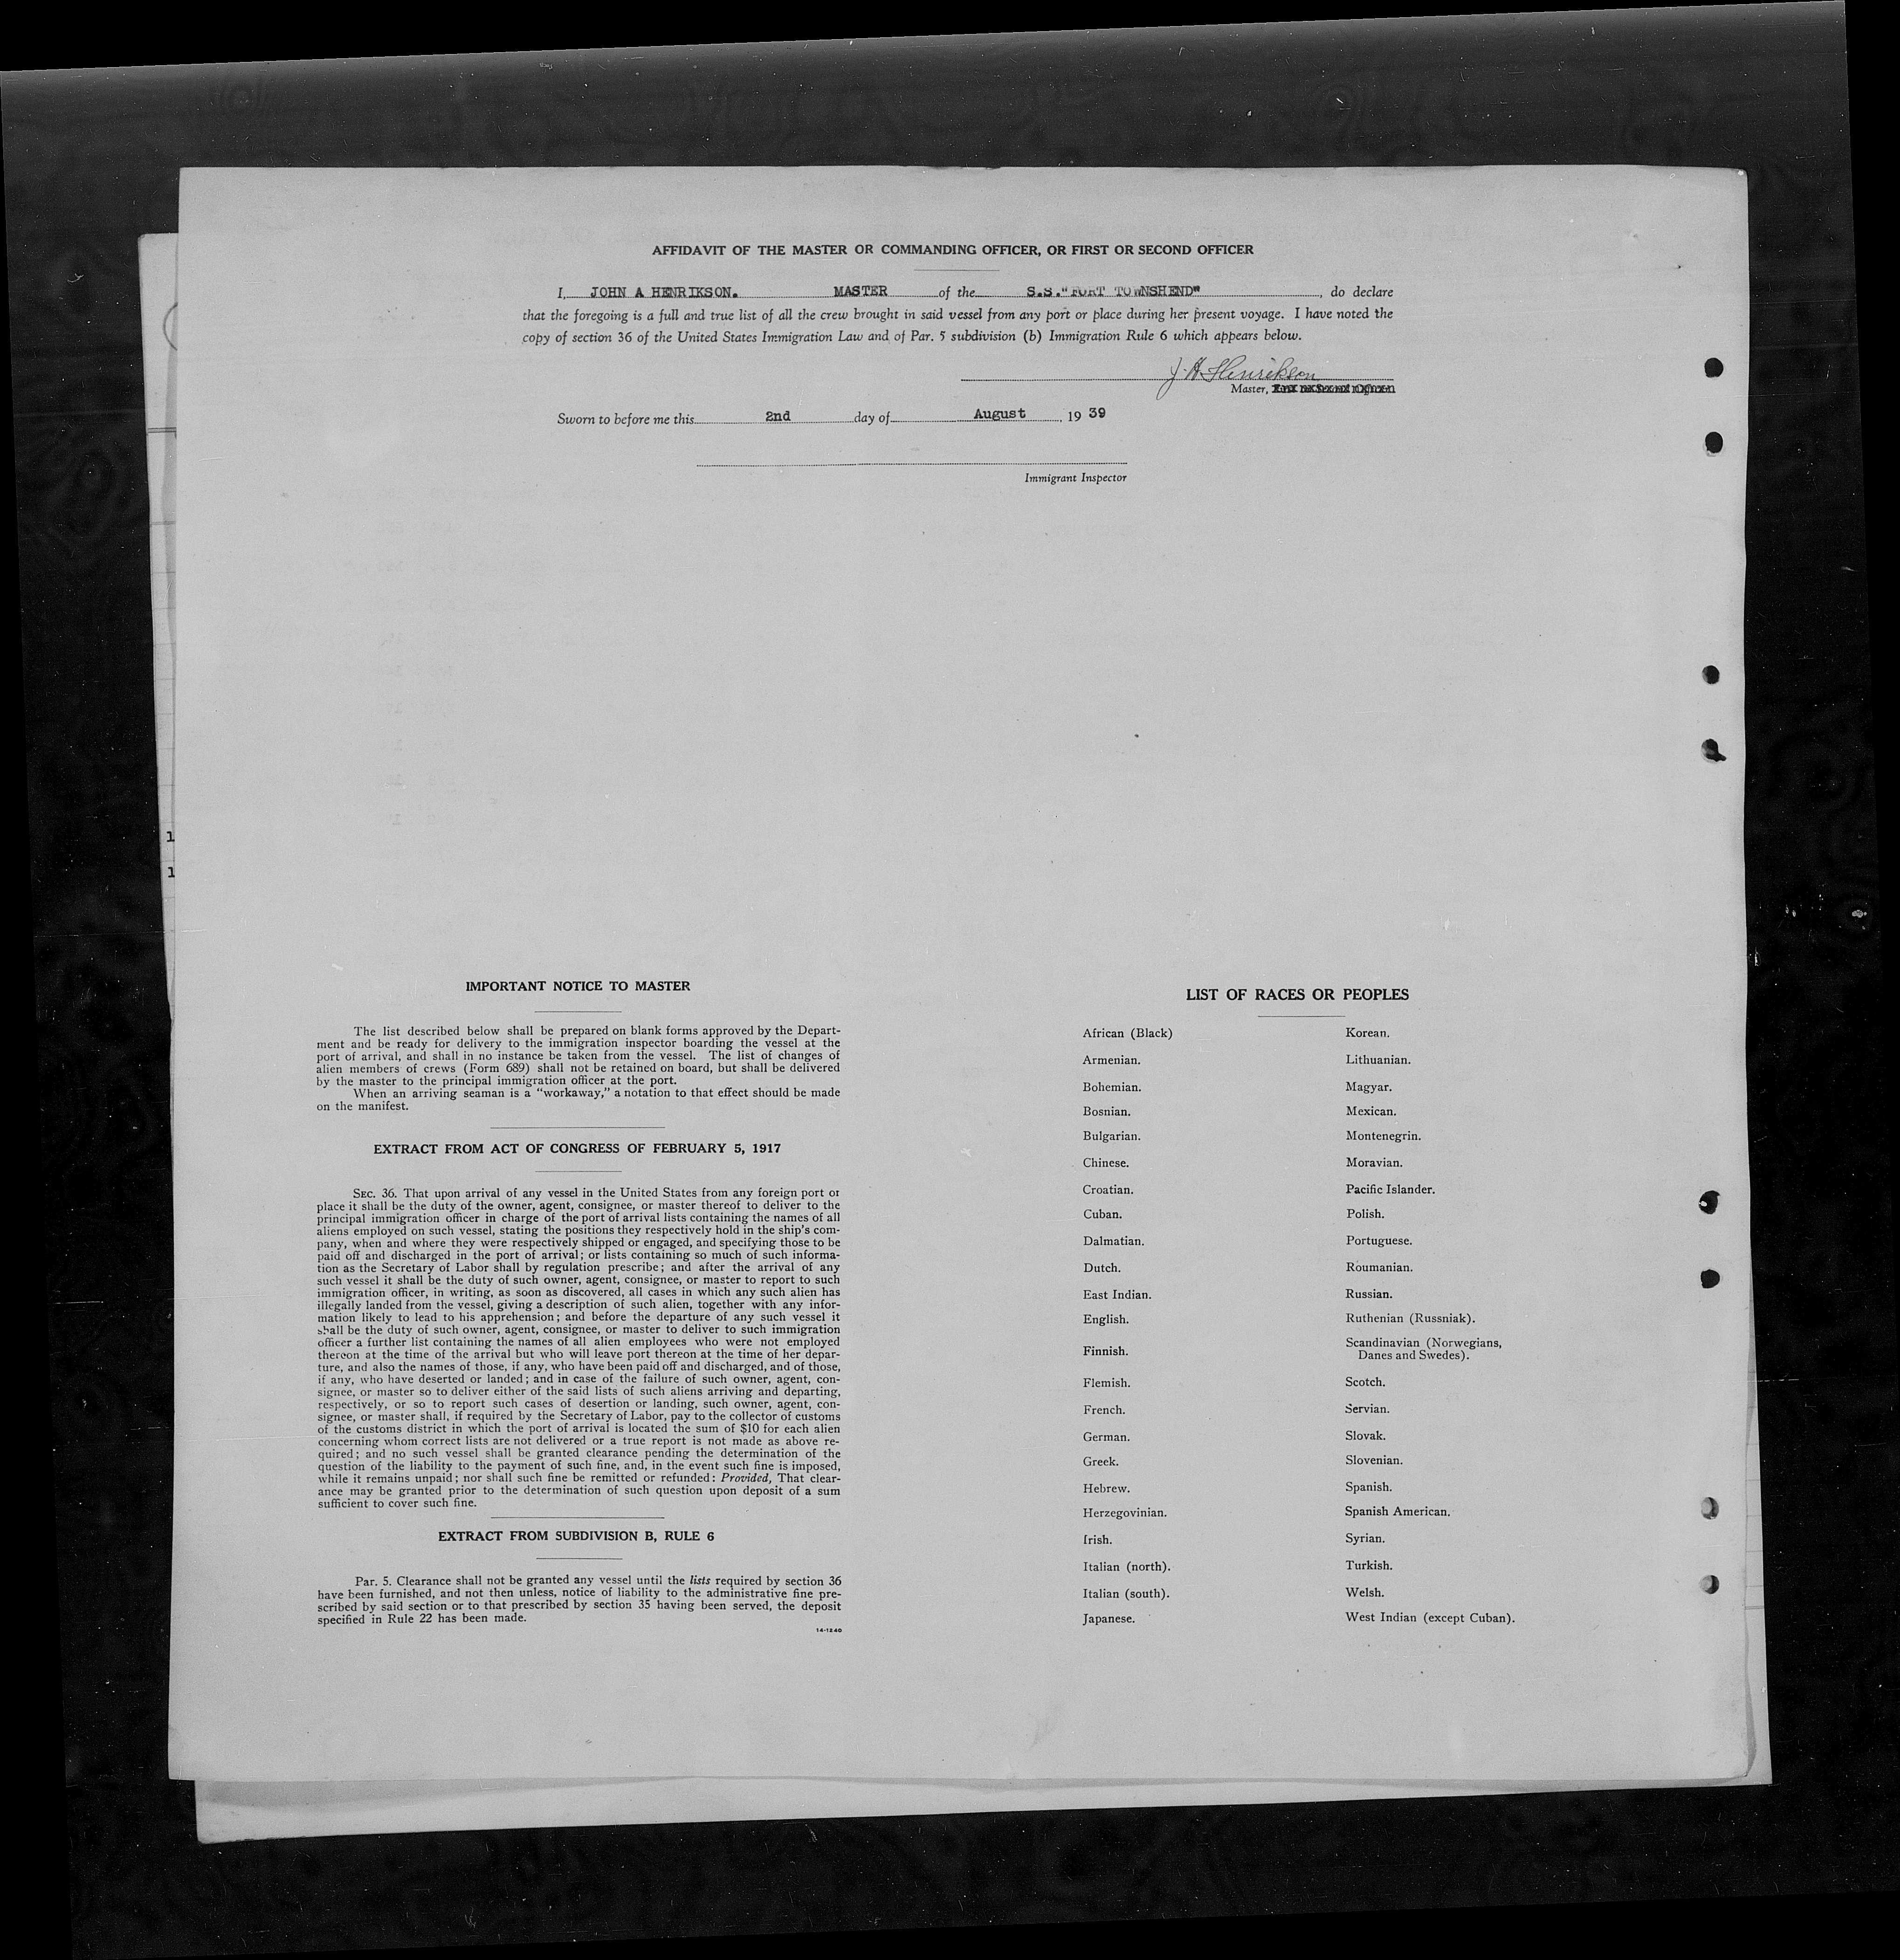 AFFIDAVIT OF THE MASTER OR COMMANDING OFFICER, OR FIRST OR SECOND OFFICER
I, JOHN A HENRIKSON. MASTER of the S.S."FORT TOWNSHEND" , do declare
that the foregoing is a full and true list of all the crew brought in said vessel from any port or place during her present voyage. I have noted the
copy of section 36 of the United States Immigration Law and of Par. 5 subdivision (b) Immigration Rule 6 which appears below.
J. A. Henrikson
Master,
Sworn to before me this 2nd day of August , 19 39
Immigrant Inspector
1
1
IMPORTANT NOTICE TO MASTER
The list described below shall be prepared on blank forms approved by the Depart-
ment and be ready for delivery to the immigration inspector boarding the vessel at the
port of arrival, and shall in no instance be taken from the vessel. The list of changes of
alien members of crews (Form 689) shall not be retained on board, but shall be delivered
by the master to the principal immigration officer at the port.
When an arriving seaman is a "workaway," a notation to that effect should be made
on the manifest.
EXTRACT FROM ACT OF CONGRESS OF FEBRUARY 5, 1917
SEC. 36. That upon arrival of any vessel in the United States from any foreign port or
place it shall be the duty of the owner, agent, consignee, or master thereof to deliver to the
principal immigration officer in charge of the port of arrival lists containing the names of all
aliens employed on such vessel, stating the positions they respectively hold in the ship's com-
pany, when and where they were respectively shipped or engaged, and specifying those to be
paid off and discharged in the port of arrival; or lists containing so much of such informa-
tion as the Secretary of Labor shall by regulation prescribe; and after the arrival of any
such vessel it shall be the duty of such owner, agent, consignee, or master to report to such
immigration officer, in writing, as soon as discovered, all cases in which any such alien has
illegally landed from the vessel, giving a description of such alien, together with any infor-
mation likely to lead to his apprehension; and before the departure of any such vessel it
shall be the duty of such owner, agent, consignee, or master to deliver to such immigration
officer a further list containing the names of all alien employees who were not employed
thereon at the time of the arrival but who will leave port thereon at the time of her depar-
ture, and also the names of those, if any, who have been paid off and discharged, and of those,
if any, who have deserted or landed; and in case of the failure of such owner, agent, con-
signee, or master so to deliver either of the said lists of such aliens arriving and departing,
respectively, or so to report such cases of desertion or landing, such owner, agent, con-
signee, or master shall, if required by the Secretary of Labor, pay to the collector of customs
of the customs district in which the port of arrival is located the sum of $10 for each alien
concerning whom correct lists are not delivered or a true report is not made as above re-
quired; and no such vessel shall be granted clearance pending the determination of the
question of the liability to the payment of such fine, and, in the event such fine is imposed,
while it remains unpaid; nor shall such fine be remitted or refunded: Provided, That clear-
ance may be granted prior to the determination of such question upon deposit of a sum
sufficient to cover such fine.
EXTRACT FROM SUBDIVISION B, RULE 6
Par. 5. Clearance shall not be granted any vessel until the lists required by section 36
have been furnished, and not then unless, notice of liability to the administrative fine pre-
scribed by said section or to that prescribed by section 35 having been served, the deposit
specified in Rule 22 has been made.
14-1240
LIST OF RACES OR PEOPLES
African (Black)
Armenian.
Bohemian.
Bosnian.
Bulgarian.
Chinese.
Croatian.
Cuban.
Dalmatian.
Dutch.
East Indian.
English.
Finnish.
Flemish.
French.
German.
Greek.
Hebrew.
Herzegovinian.
Irish.
Italian (north).
Italian (south).
Japanese.
Korean.
Lithuanian.
Magyar.
Mexican.
Montenegrin.
Moravian.
Pacific Islander.
Polish.
Portuguese.
Roumanian.
Russian.
Ruthenian (Russniak).
Scandinavian (Norwegians,
Danes and Swedes).
Scotch.
Servian.
Slovak.
Slovenian.
Spanish.
Spanish American.
Syrian.
Turkish.
Welsh.
West Indian (except Cuban).